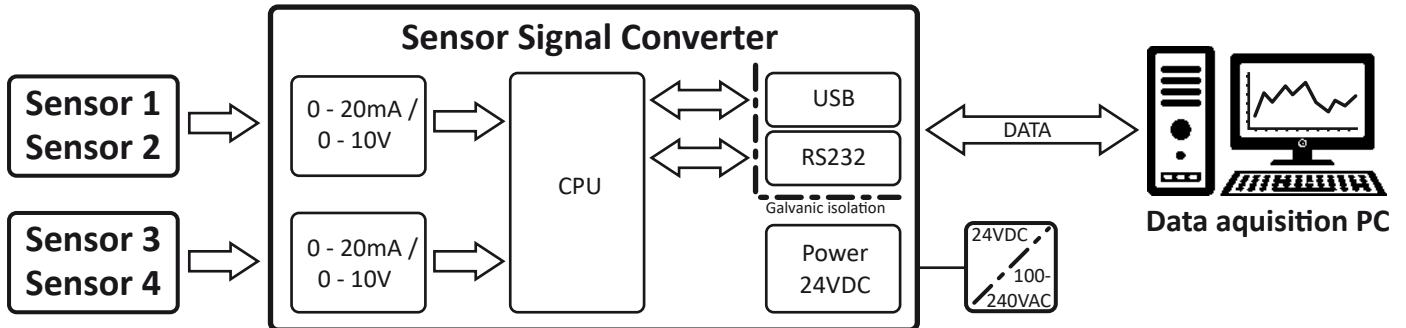 Sensor Signal Converter
Sensor 1
Sensor 2
0 - 20mA /
0 - 10V
CPU
USB
RS232
Galvanic isolation
DATA
Data aquisition PC
Sensor 3
Sensor 4
0 - 20mA /
0 - 10V
Power
24VDC
24VDC
100-
240VAC